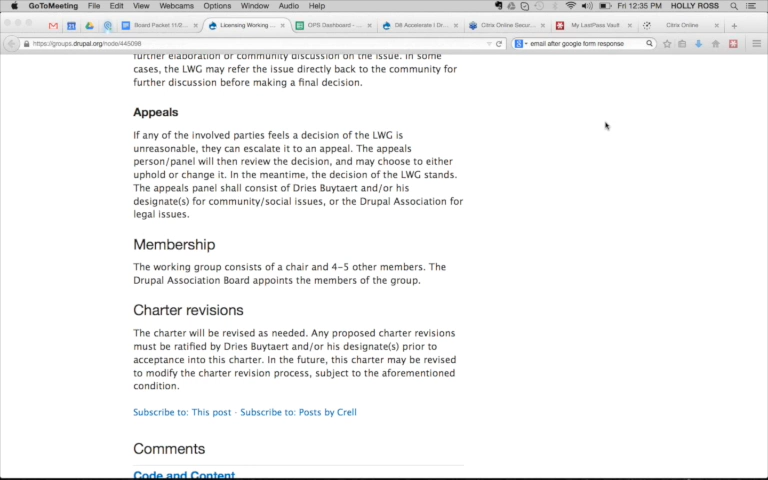 GoToMeeting File Edit View Webcams Options Window Audio Help Fri 12:35 PM HOLLY ROSS
Board Packet 11/2... Licensing Working ... OPS Dashboard - ... D8 Accelerate | Dr... Citrix Online Secur... My LastPass Vault Citrix Online
https://groups.drupal.org/node/445098 email after google form response
further elaboration or community discussion on the issue. In some
cases, the LWG may refer the issue directly back to the community for
further discussion before making a final decision.
Appeals
If any of the involved parties feels a decision of the LWG is
unreasonable, they can escalate it to an appeal. The appeals
person/panel will then review the decision, and may choose to either
uphold or change it. In the meantime, the decision of the LWG stands.
The appeals panel shall consist of Dries Buytaert and/or his
designate(s) for community/social issues, or the Drupal Association for
legal issues.
Membership
The working group consists of a chair and 4-5 other members. The
Drupal Association Board appoints the members of the group.
Charter revisions
The charter will be revised as needed. Any proposed charter revisions
must be ratified by Dries Buytaert and/or his designate(s) prior to
acceptance into this charter. In the future, this charter may be revised
to modify the charter revision process, subject to the aforementioned
condition.
Subscribe to: This post · Subscribe to: Posts by Crell
Comments
Code and Content